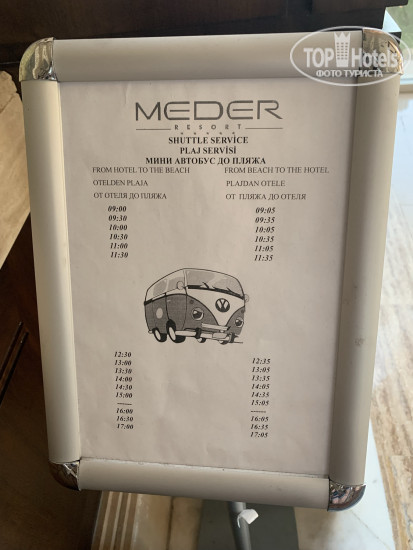 TOP Hotels
ФОТО ТУРИСТА
MEDER
RESORT
SHUTTLE SERVİCE
PLAJ SERVİSİ
МИНИ АВТОБУС ДО ПЛЯЖА
FROM HOTEL TO THE BEACH
OTELDEN PLAJA
ОТ ОТЕЛЯ ДО ПЛЯЖА
09:00
09:30
10:00
10:30
11:00
11:30
12:30
13:00
13:30
14:00
14:30
15:00
-----
16:00
16:30
17:00
FROM BEACH TO THE HOTEL
PLAJDAN OTELE
ОТ ПЛЯЖА ДО ОТЕЛЯ
09:05
09:35
10:05
10:35
11:05
11:35
12:35
13:05
13:35
14:05
14:35
15:05
-----
16:05
16:35
17:05